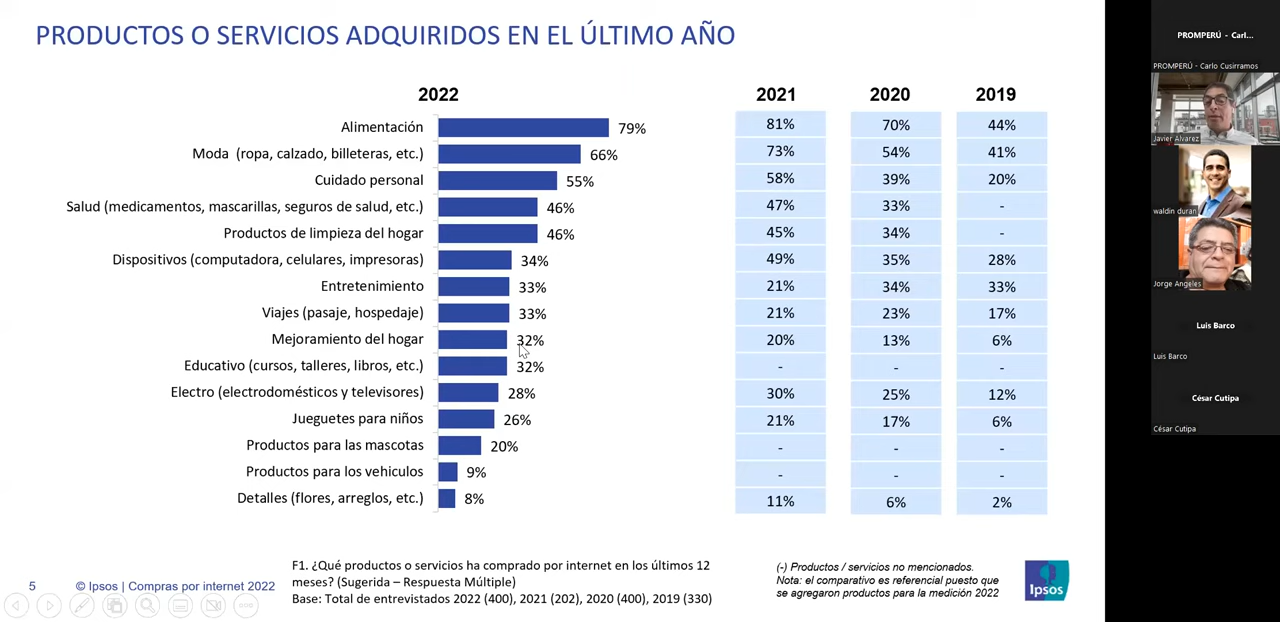 PRODUCTOS O SERVICIOS ADQUIRIDOS EN EL ÚLTIMO AÑO
2022 2021 2020 2019
Alimentación 79% 81% 70% 44%
Moda (ropa, calzado, billeteras, etc.) 66% 73% 54% 41%
Cuidado personal 55% 58% 39% 20%
Salud (medicamentos, mascarillas, seguros de salud, etc.) 46% 47% 33% -
Productos de limpieza del hogar 46% 45% 34% -
Dispositivos (computadora, celulares, impresoras) 34% 49% 35% 28%
Entretenimiento 33% 21% 34% 33%
Viajes (pasaje, hospedaje) 33% 21% 23% 17%
Mejoramiento del hogar 32% 20% 13% 6%
Educativo (cursos, talleres, libros, etc.) 32% - - -
Electro (electrodomésticos y televisores) 28% 30% 25% 12%
Jueguetes para niños 26% 21% 17% 6%
Productos para las mascotas 20% - - -
Productos para los vehiculos 9% - - -
Detalles (flores, arreglos, etc.) 8% 11% 6% 2%
F1. ¿Qué productos o servicios ha comprado por internet en los últimos 12
meses? (Sugerida – Respuesta Múltiple)
Base: Total de entrevistados 2022 (400), 2021 (202), 2020 (400), 2019 (330)
(-) Productos / servicios no mencionados.
Nota: el comparativo es referencial puesto que
se agregaron productos para la medición 2022
Ipsos
5 © Ipsos | Compras por internet 2022
PROMPERÚ - Carl...
PROMPERÚ - Carlo Cusirramos
Javier Alvarez
waldin duran
Jorge Angeles
Luis Barco
Luis Barco
César Cutipa
César Cutipa